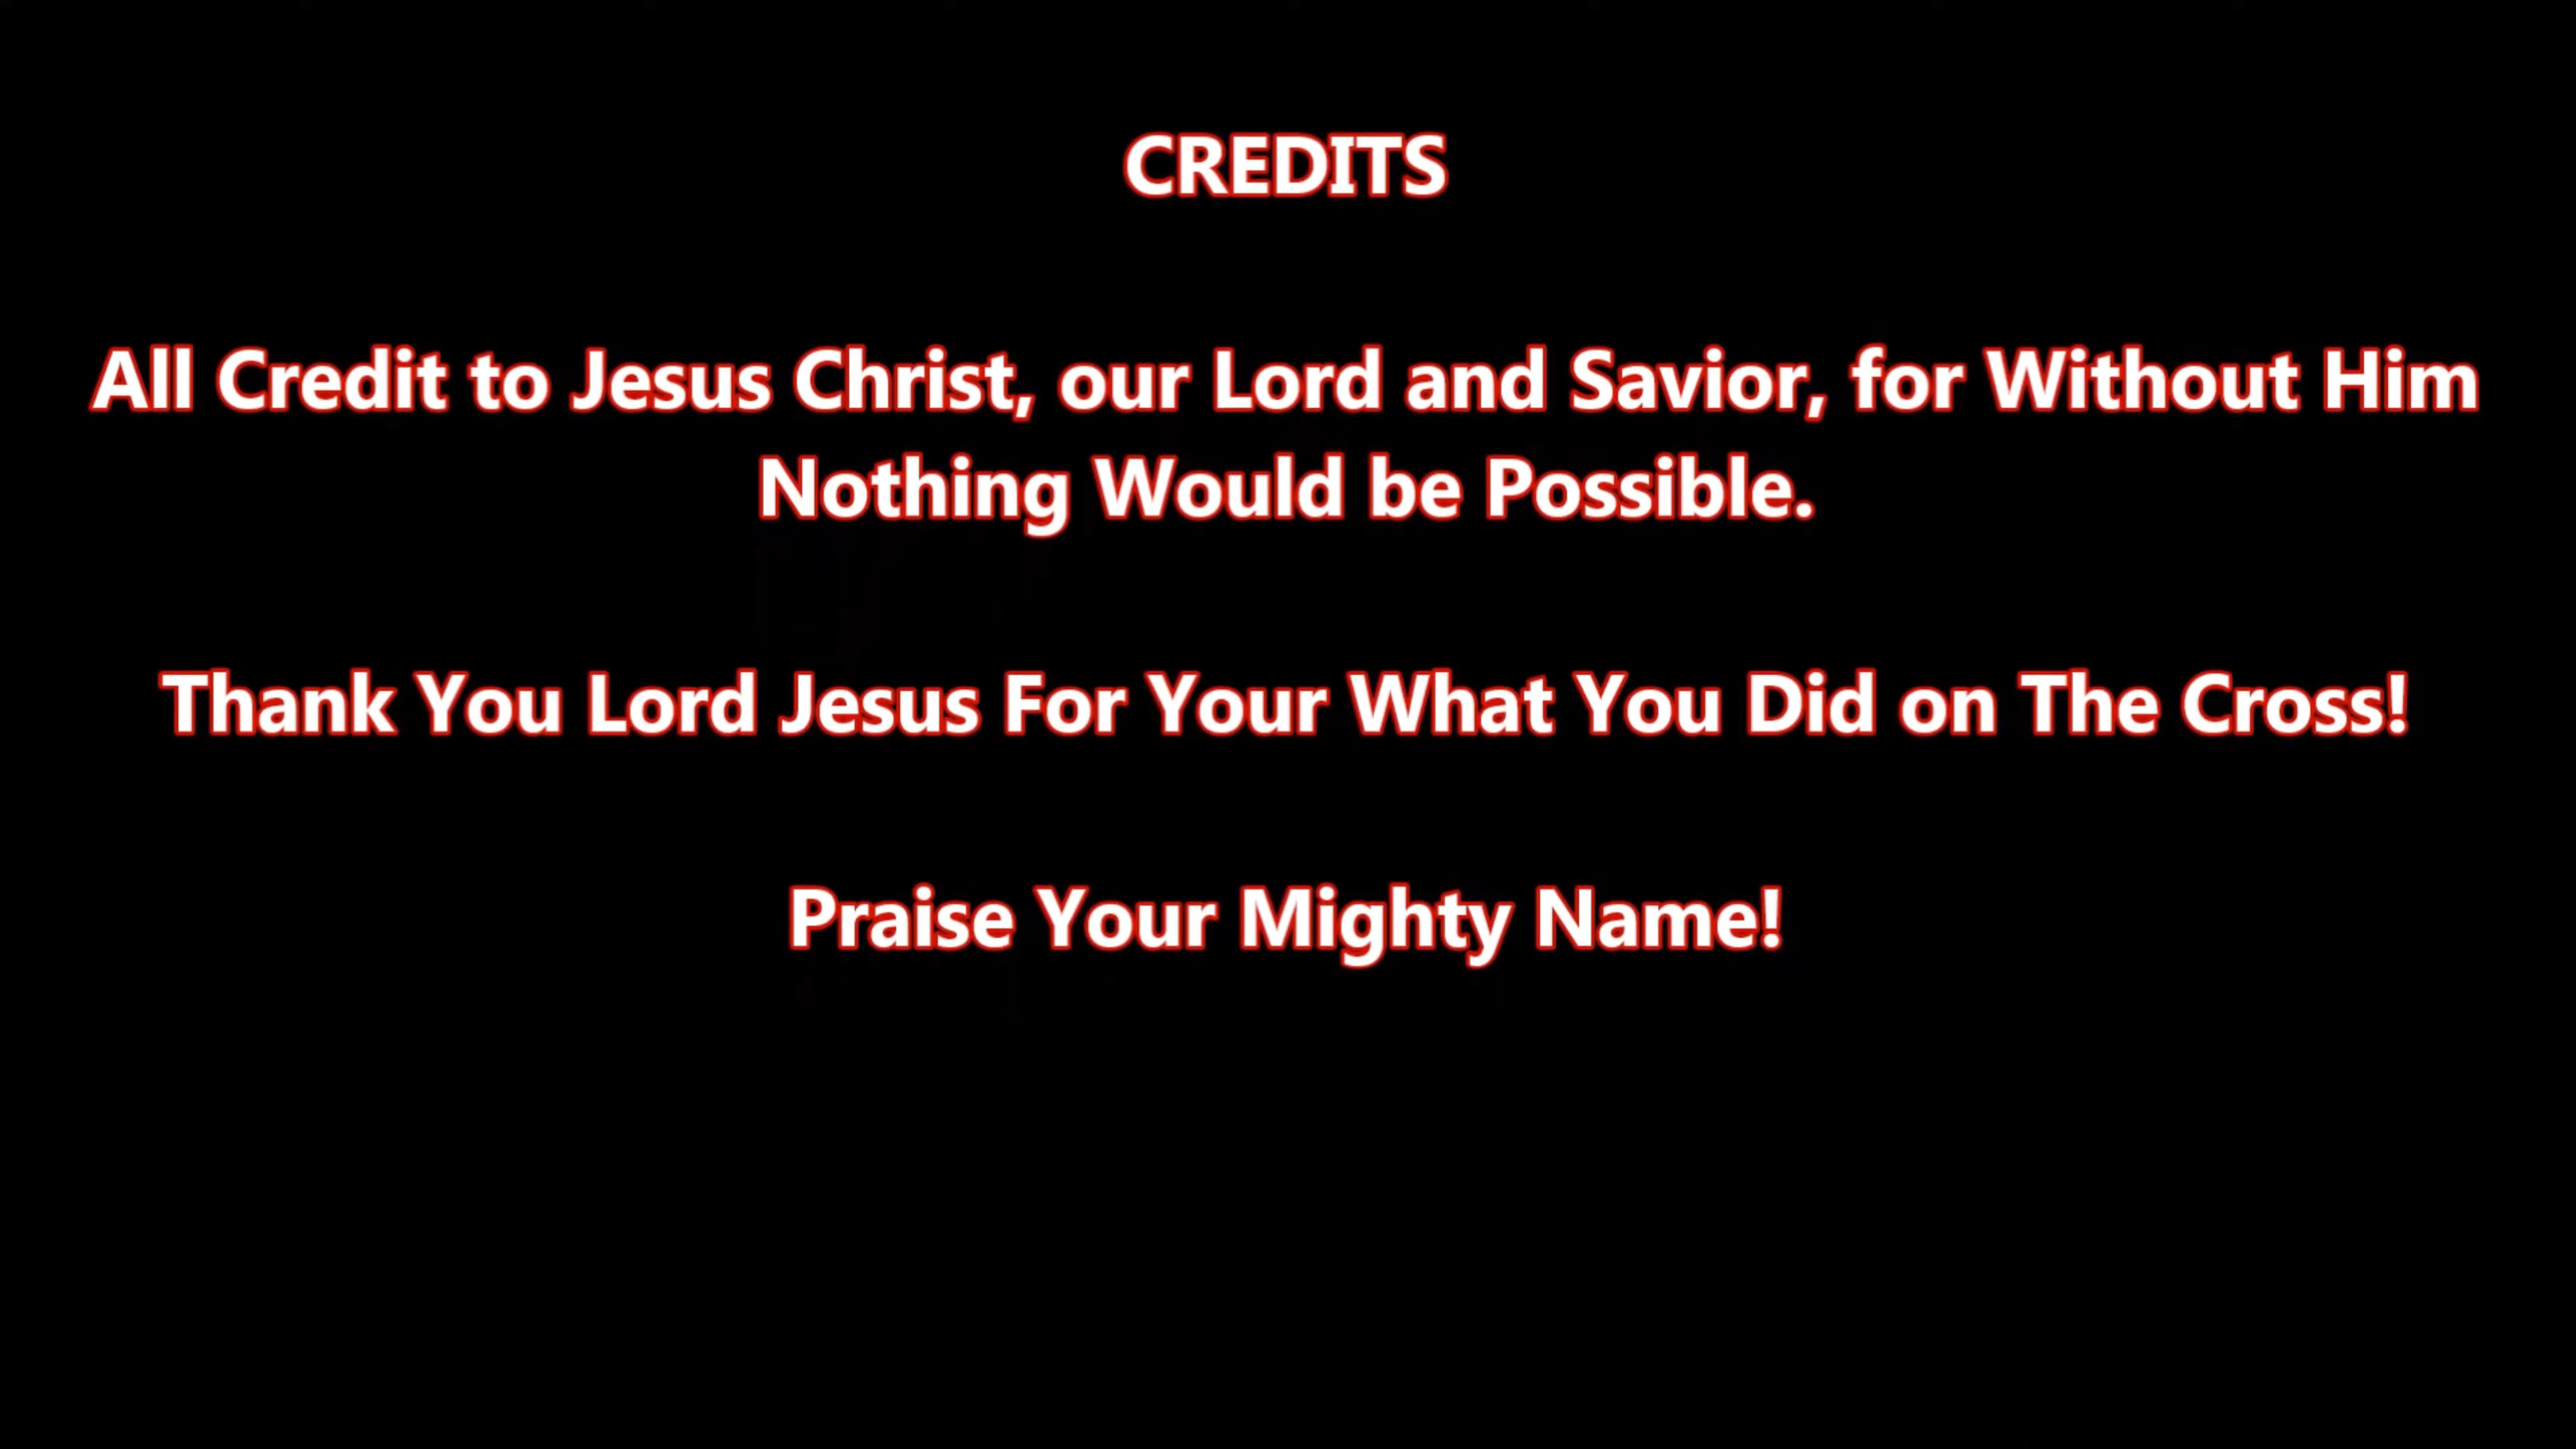 CREDITS
All Credit to Jesus Christ, our Lord and Savior, for Without Him
Nothing Would be Possible.
Thank You Lord Jesus For Your What You Did on The Cross!
Praise Your Mighty Name!